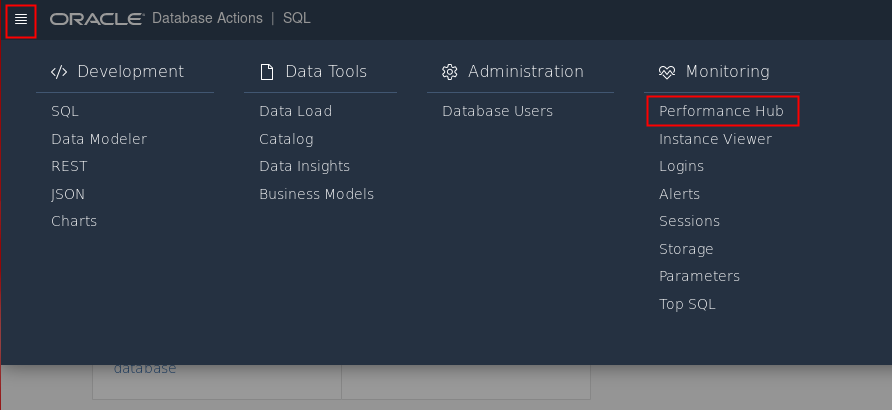 ORACLE Database Actions | SQL
Development
SQL
Data Modeler
REST
JSON
Charts
Data Tools
Data Load
Catalog
Data Insights
Business Models
Administration
Database Users
Monitoring
Performance Hub
Instance Viewer
Logins
Alerts
Sessions
Storage
Parameters
Top SQL
database